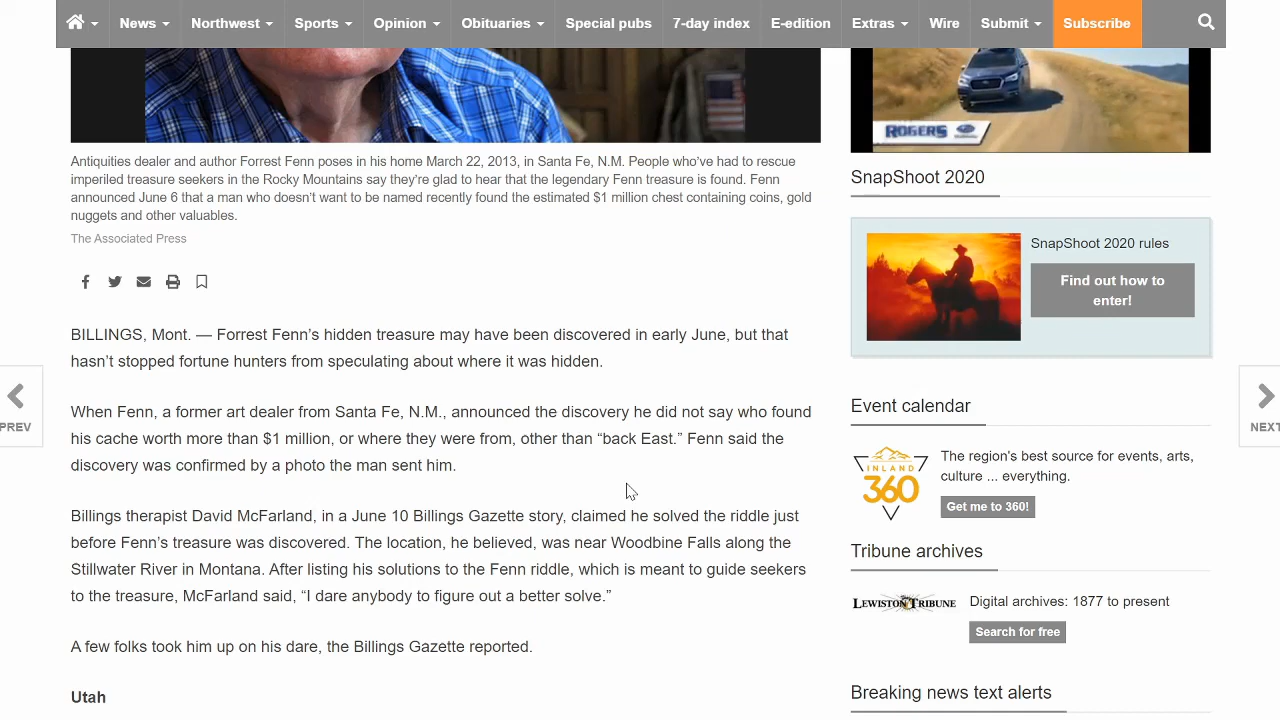 News
Northwest
Sports
Opinion
Obituaries
Special pubs
7-day index
E-edition
Extras
Wire
Submit
Subscribe
Antiquities dealer and author Forrest Fenn poses in his home March 22, 2013, in Santa Fe, N.M. People who’ve had to rescue
imperiled treasure seekers in the Rocky Mountains say they’re glad to hear that the legendary Fenn treasure is found. Fenn
announced June 6 that a man who doesn’t want to be named recently found the estimated $1 million chest containing coins, gold
nuggets and other valuables.
The Associated Press
BILLINGS, Mont. — Forrest Fenn’s hidden treasure may have been discovered in early June, but that
hasn’t stopped fortune hunters from speculating about where it was hidden.
When Fenn, a former art dealer from Santa Fe, N.M., announced the discovery he did not say who found
his cache worth more than $1 million, or where they were from, other than “back East.” Fenn said the
discovery was confirmed by a photo the man sent him.
Billings therapist David McFarland, in a June 10 Billings Gazette story, claimed he solved the riddle just
before Fenn’s treasure was discovered. The location, he believed, was near Woodbine Falls along the
Stillwater River in Montana. After listing his solutions to the Fenn riddle, which is meant to guide seekers
to the treasure, McFarland said, “I dare anybody to figure out a better solve.”
A few folks took him up on his dare, the Billings Gazette reported.
Utah
PREV
NEXT
ROGERS
SnapShoot 2020
SnapShoot 2020 rules
Find out how to
enter!
Event calendar
INLAND
360
The region's best source for events, arts,
culture ... everything.
Get me to 360!
Tribune archives
LEWISTON TRIBUNE
Digital archives: 1877 to present
Search for free
Breaking news text alerts